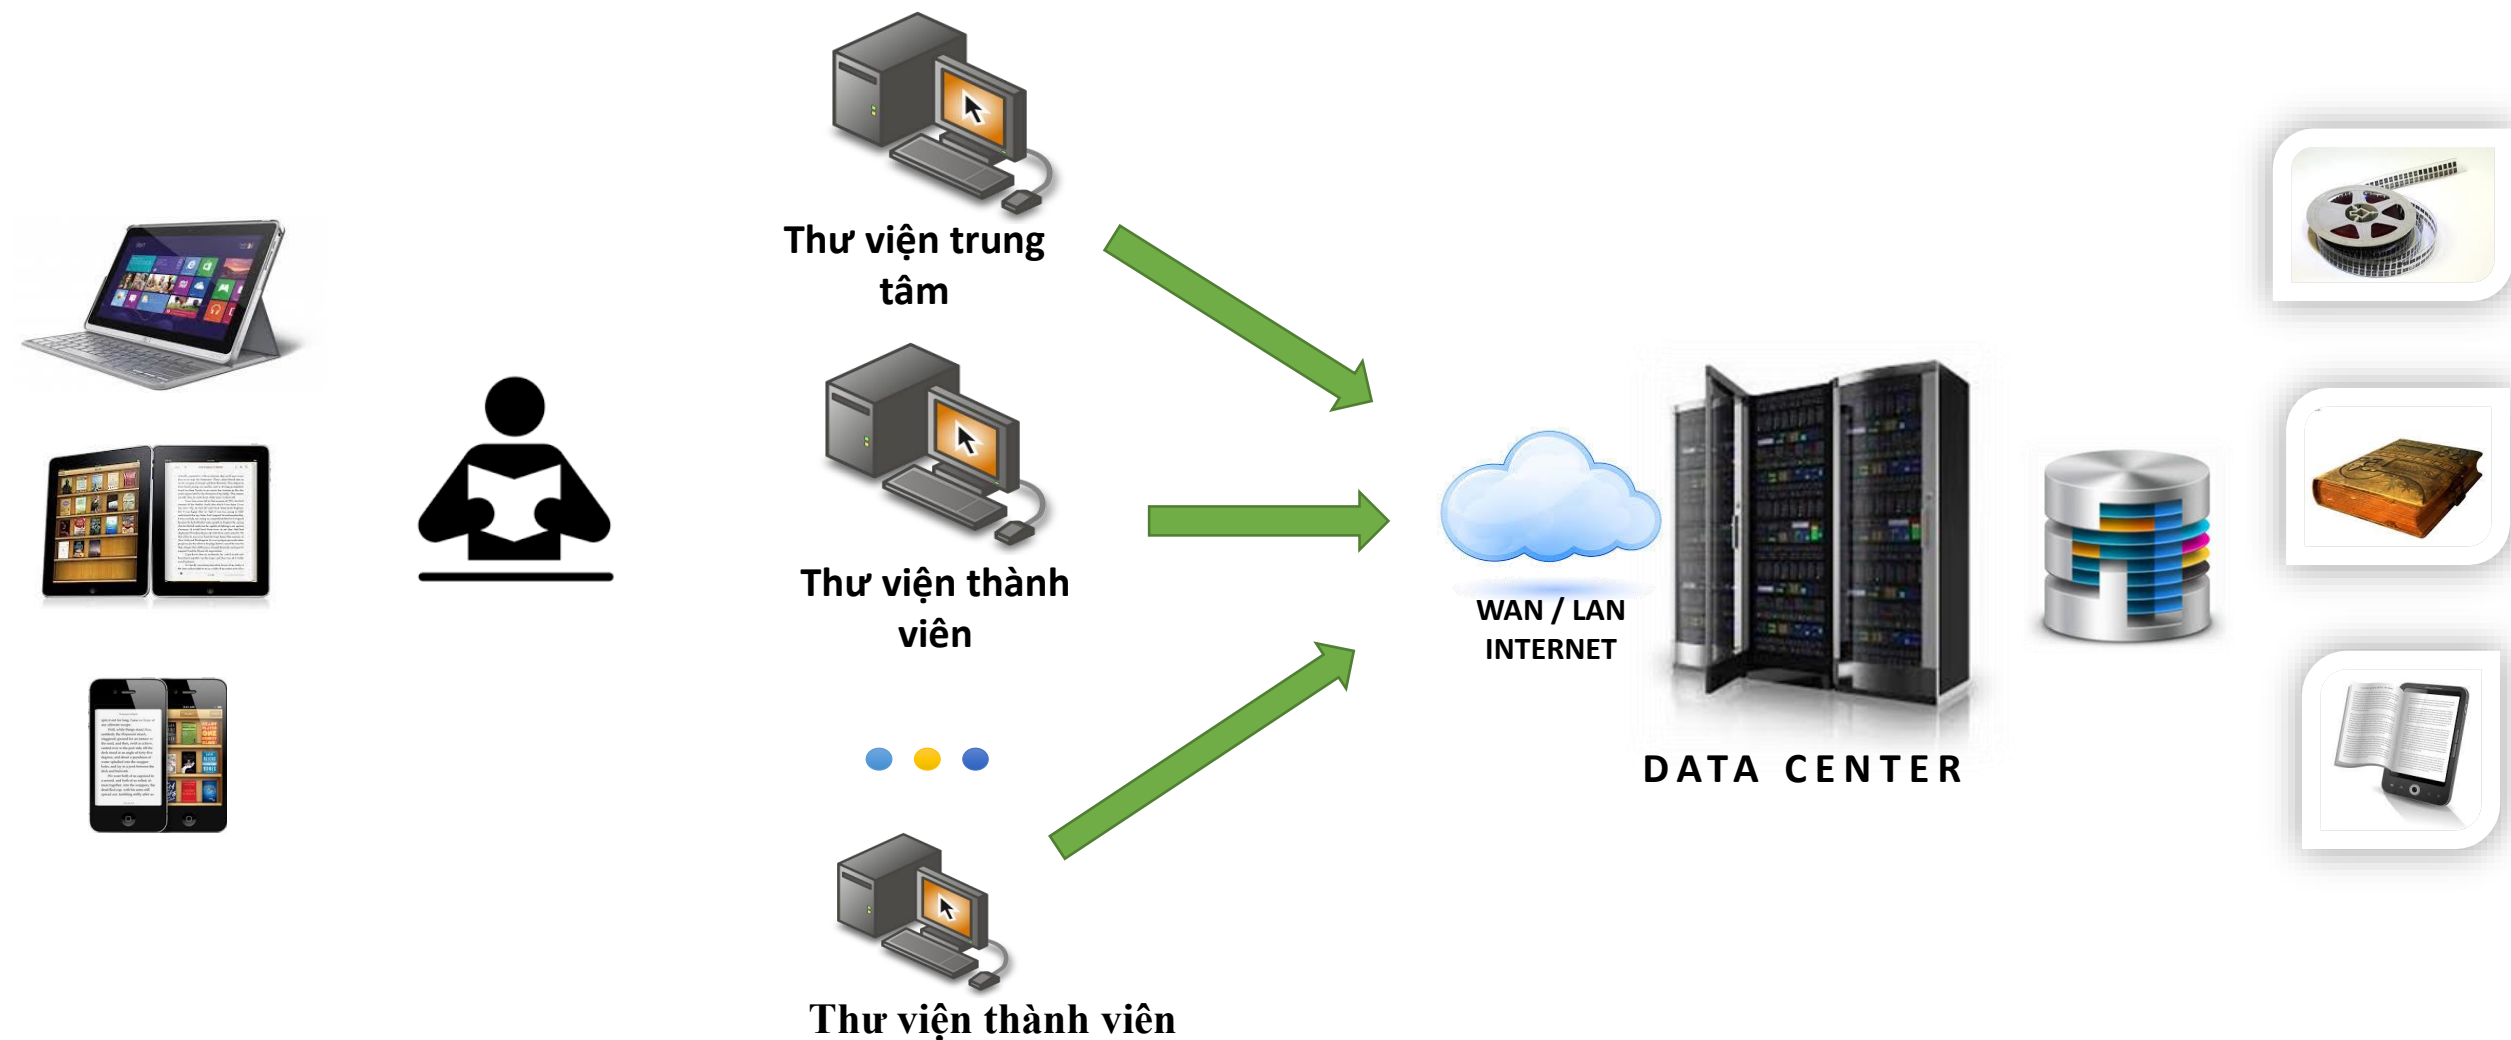 Thư viện trung
tâm
Thư viện thành
viên
WAN / LAN
INTERNET
DATA CENTER
Thư viện thành viên